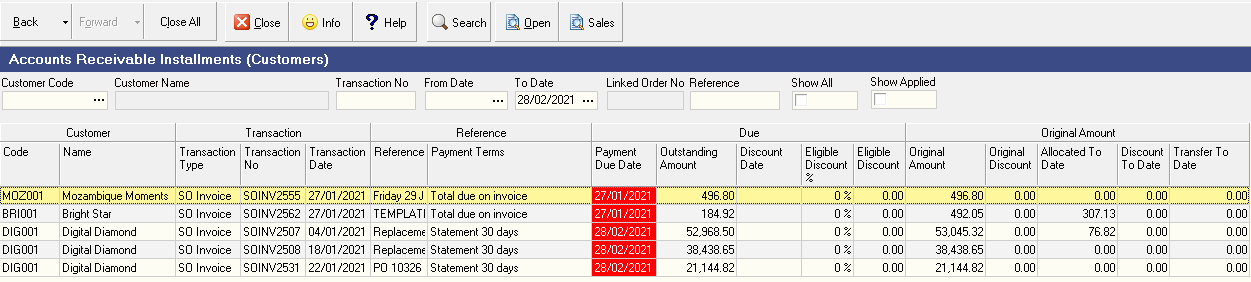 Back Forward Close All Close Info Help Search Open Sales
Accounts Receivable Installments (Customers)
Customer Code Customer Name Transaction No From Date To Date Linked Order No Reference Show All Show Applied
... ... 28/02/2021 ...
Customer Transaction Reference Due Original Amount
Code Name Transaction Type Transaction No Transaction Date Reference Payment Terms Payment Due Date Outstanding Amount Discount Date Eligible Discount % Eligible Discount Original Amount Original Discount Allocated To Date Discount To Date Transfer To Date
MOZ001 Mozambique Moments SO Invoice SOINV2555 27/01/2021 Friday 29 J Total due on invoice 27/01/2021 496.80 0 % 0.00 496.80 0.00 0.00 0.00 0.00
BRI001 Bright Star SO Invoice SOINV2562 27/01/2021 TEMPLATI Total due on invoice 27/01/2021 184.92 0 % 0.00 492.05 0.00 307.13 0.00 0.00
DIG001 Digital Diamond SO Invoice SOINV2507 04/01/2021 Replaceme Statement 30 days 28/02/2021 52,968.50 0 % 0.00 53,045.32 0.00 76.82 0.00 0.00
DIG001 Digital Diamond SO Invoice SOINV2508 18/01/2021 Replaceme Statement 30 days 28/02/2021 38,438.65 0 % 0.00 38,438.65 0.00 0.00 0.00 0.00
DIG001 Digital Diamond SO Invoice SOINV2531 22/01/2021 PO 10326 Statement 30 days 28/02/2021 21,144.82 0 % 0.00 21,144.82 0.00 0.00 0.00 0.00